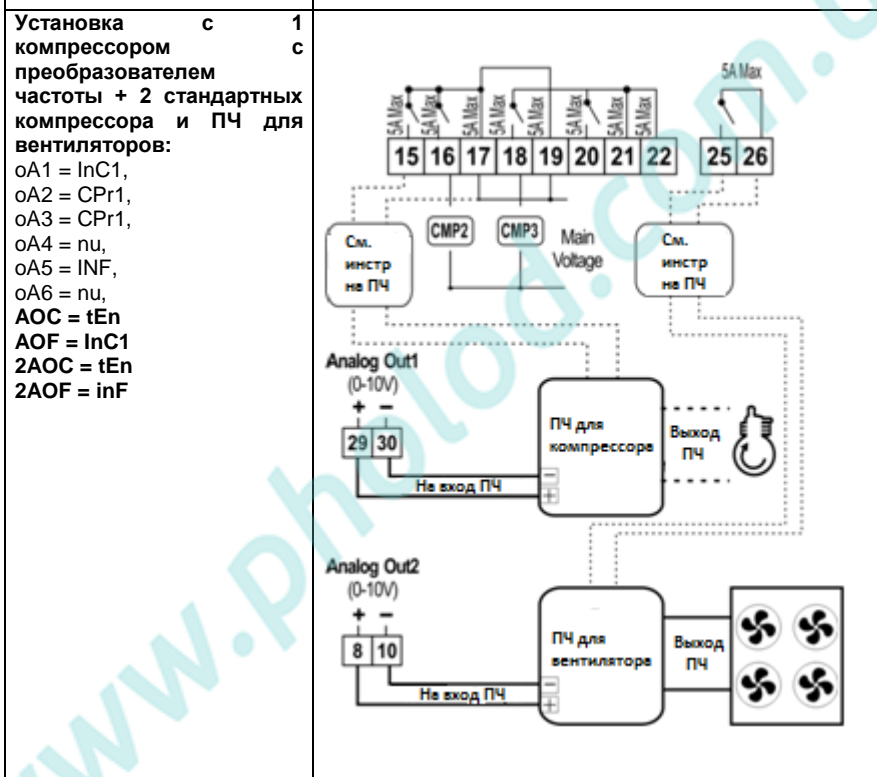 Установка с 1
компрессором с
преобразователем
частоты + 2 стандартных
компрессора и ПЧ для
вентиляторов:
oA1 = InC1,
oA2 = CPr1,
oA3 = CPr1,
oA4 = nu,
oA5 = INF,
oA6 = nu,
AOC = tEn
AOF = InC1
2AOC = tEn
2AOF = inF
5A Max
5A Max 5A Max 5A Max 5A Max 5A Max 5A Max 5A Max
15 16 17 18 19 20 21 22 25 26
См.
инстр
на ПЧ
CMP2 CMP3
Main
Voltage
См.
инстр
на ПЧ
Analog Out1
(0-10V)
+ −
29 30
На вход ПЧ
− +
ПЧ для
компрессора
Выход
ПЧ
Analog Out2
(0-10V)
+ −
8 10
На вход ПЧ
− +
ПЧ для
вентилятора
Выход
ПЧ
www.pholod.com.u